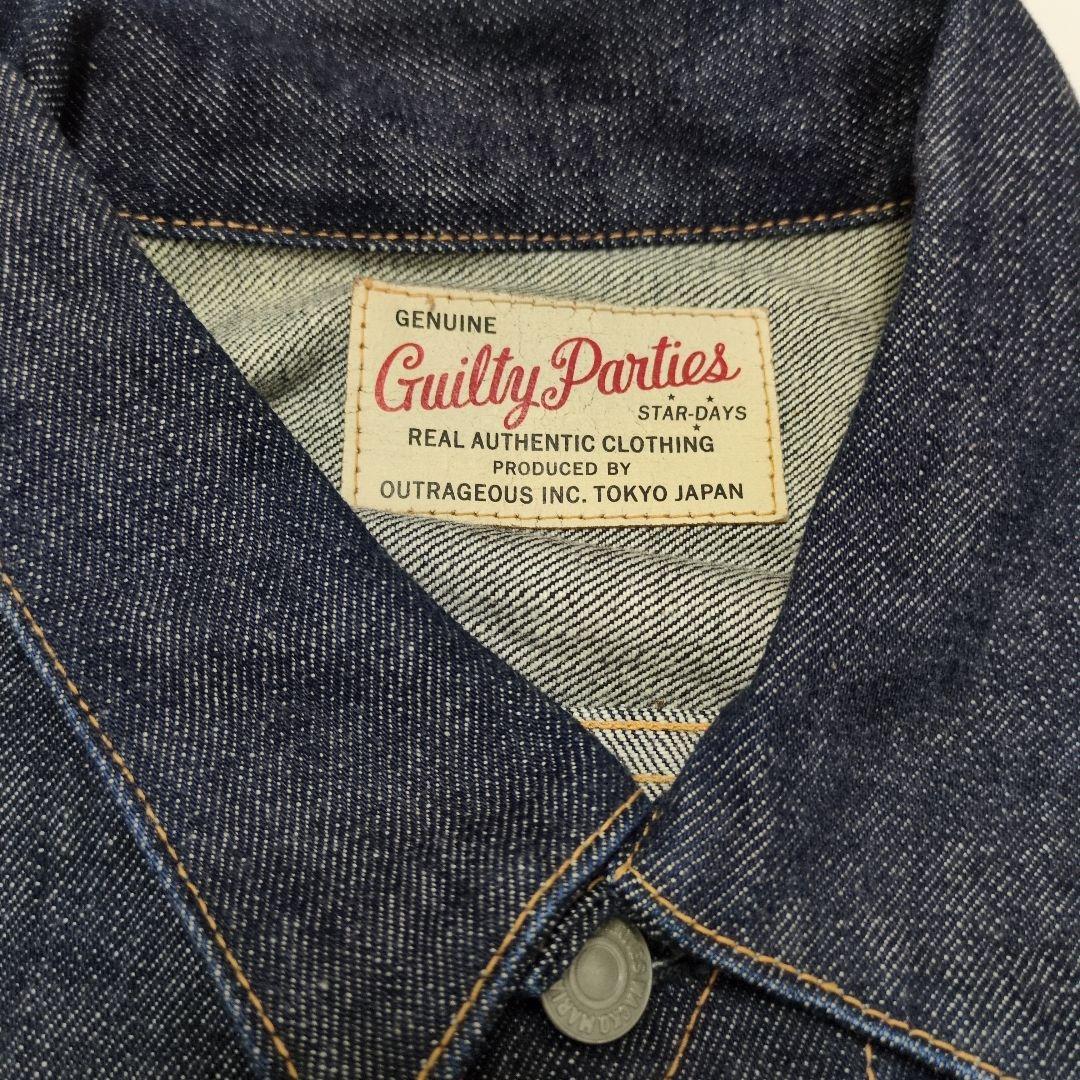 GENUINE
Guilty Parties
STAR-DAYS
REAL AUTHENTIC CLOTHING
PRODUCED BY
OUTRAGEOUS INC. TOKYO JAPAN